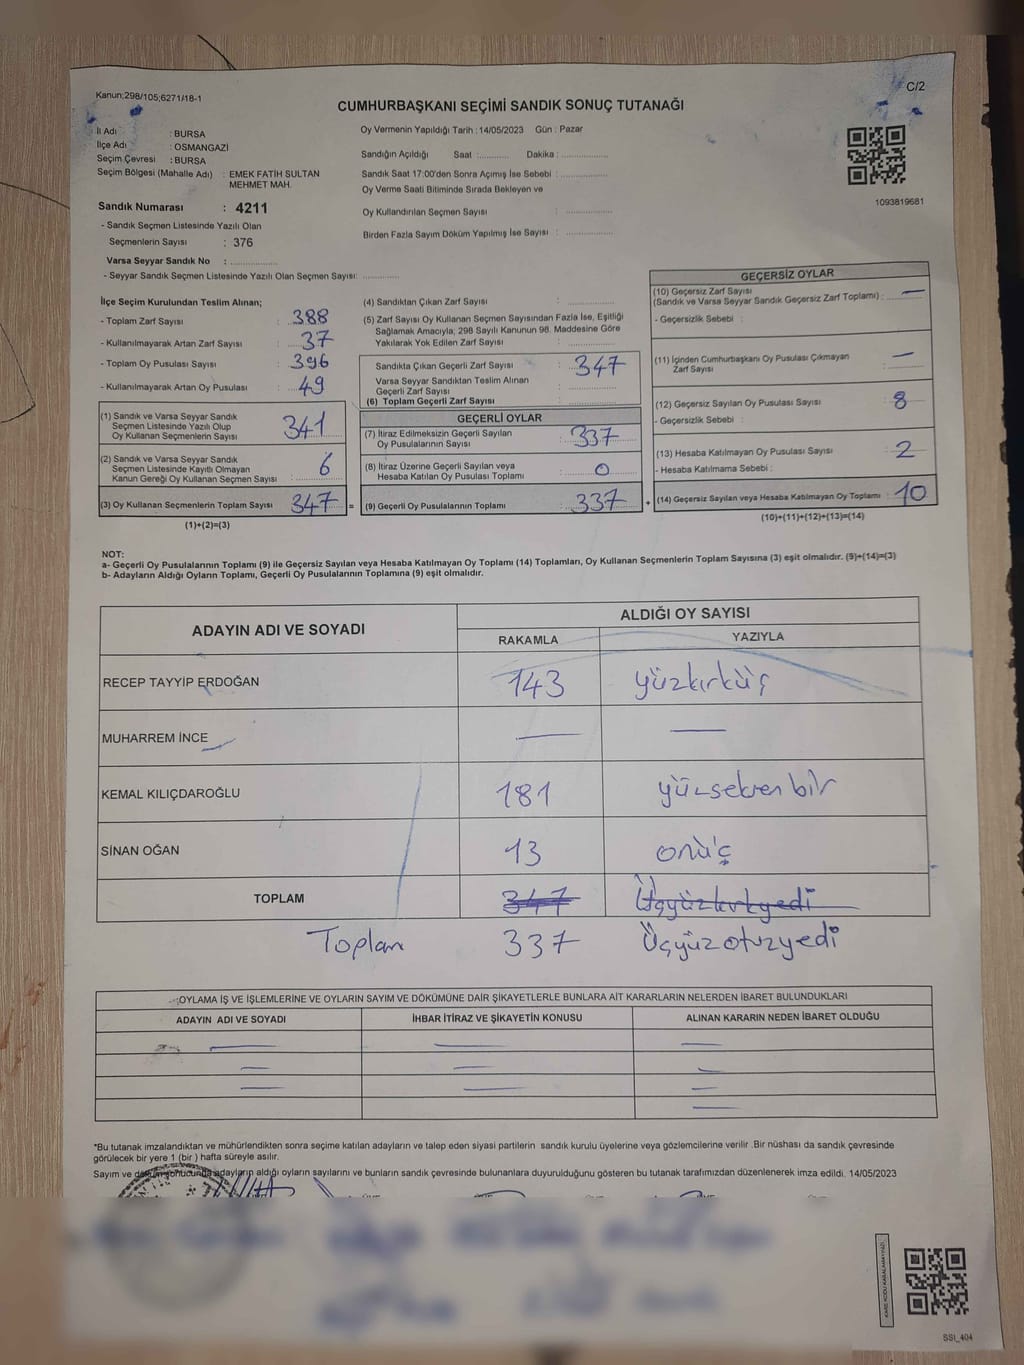 Kanun:298/105;6271/18-1
C/2
CUMHURBAŞKANI SEÇİMİ SANDIK SONUÇ TUTANAĞI
İl Adı : BURSA
İlçe Adı : OSMANGAZİ
Seçim Çevresi : BURSA
Seçim Bölgesi (Mahalle Adı) : EMEK FATİH SULTAN
MEHMET MAH.
Sandık Numarası : 4211
- Sandık Seçmen Listesinde Yazılı Olan
Seçmenlerin Sayısı : 376
Varsa Seyyar Sandık No : ..............
- Seyyar Sandık Seçmen Listesinde Yazılı Olan Seçmen Sayısı: ............
Oy Vermenin Yapıldığı Tarih : 14/05/2023 Gün : Pazar
Sandığın Açıldığı Saat :.......... Dakika : ..............
Sandık Saat 17:00'den Sonra Açımış İse Sebebi : ..............
Oy Verme Saati Bitiminde Sırada Bekleyen ve
Oy Kullandırılan Seçmen Sayısı : ..............
Birden Fazla Sayım Döküm Yapılmış İse Sayısı : ..............
1093819681
İlçe Seçim Kurulundan Teslim Alınan;
- Toplam Zarf Sayısı : 388
- Kullanılmayarak Artan Zarf Sayısı : 37
- Toplam Oy Pusulası Sayısı : 396
- Kullanılmayarak Artan Oy Pusulası : 49
(1) Sandık ve Varsa Seyyar Sandık
Seçmen Listesinde Yazılı Olup
Oy Kullanan Seçmenlerin Sayısı : 341
(2) Sandık ve Varsa Seyyar Sandık
Seçmen Listesinde Kayıtlı Olmayan
Kanun Gereği Oy Kullanan Seçmen Sayısı : 6
(3) Oy Kullanan Seçmenlerin Toplam Sayısı : 347 =
(1)+(2)=(3)
(4) Sandıktan Çıkan Zarf Sayısı : ..............
(5) Zarf Sayısı Oy Kullanan Seçmen Sayısından Fazla İse, Eşitliği
Sağlamak Amacıyla, 298 Sayılı Kanunun 98. Maddesine Göre
Yakılarak Yok Edilen Zarf Sayısı : ..............
Sandıkta Çıkan Geçerli Zarf Sayısı : 347
Varsa Seyyar Sandıktan Teslim Alınan
Geçerli Zarf Sayısı : ..............
(6) Toplam Geçerli Zarf Sayısı : ..............
GEÇERLİ OYLAR
(7) İtiraz Edilmeksizin Geçerli Sayılan
Oy Pusulalarının Sayısı : 337
(8) İtiraz Üzerine Geçerli Sayılan veya
Hesaba Katılan Oy Pusulası Toplamı : 0
(9) Geçerli Oy Pusulalarının Toplamı : 337 +
GEÇERSİZ OYLAR
(10) Geçersiz Zarf Sayısı
(Sandık ve Varsa Seyyar Sandık Geçersiz Zarf Toplamı) : —
- Geçersizlik Sebebi :
(11) İçinden Cumhurbaşkanı Oy Pusulası Çıkmayan
Zarf Sayısı : —
(12) Geçersiz Sayılan Oy Pusulası Sayısı : 8
- Geçersizlik Sebebi :
(13) Hesaba Katılmayan Oy Pusulası Sayısı : 2
- Hesaba Katılmama Sebebi :
(14) Geçersiz Sayılan veya Hesaba Katılmayan Oy Toplamı : 10
(10)+(11)+(12)+(13)=(14)
NOT:
a- Geçerli Oy Pusulası Toplamı (9) ile Geçersiz Sayılan veya Hesaba Katılmayan Oy Toplamı (14) Toplamları, Oy Kullanan Seçmenlerin Toplam Sayısına (3) eşit olmalıdır. (9)+(14)=(3)
b- Adayların Aldığı Oyların Toplamı, Geçerli Oy Pusulalarının Toplamına (9) eşit olmalıdır.
ADAYIN ADI VE SOYADI
ALDIĞI OY SAYISI
RAKAMLA YAZIYLA
RECEP TAYYİP ERDOĞAN 143 yüzkırküç
MUHARREM İNCE — —
KEMAL KILIÇDAROĞLU 181 yüzseksen bir
SİNAN OĞAN 13 onüç
TOPLAM 347 Üçyüzkırkyedi
Toplam 337 Üçyüzotuzyedi
OYLAMA İŞ VE İŞLEMLERİNE VE OYLARIN SAYIM VE DÖKÜMÜNE DAİR ŞİKAYETLERLE BUNLARA AİT KARARLARIN NELERDEN İBARET BULUNDUKLARI
ADAYIN ADI VE SOYADI İHBAR İTİRAZ VE ŞİKAYETİN KONUSU ALINAN KARARIN NEDEN İBARET OLDUĞU
*Bu tutanak imzalandıktan ve mühürlendikten sonra seçime katılan adayların ve talep eden siyasi partilerin sandık kurulu üyelerine veya gözlemcilerine verilir .Bir nüshası da sandık çevresinde
görülecek bir yere 1 (bir ) hafta süreyle asılır.
Sayım ve döküm sonucunda adayların aldığı oyların sayılarını ve bunların sandık çevresinde bulunanlara duyurulduğunu gösteren bu tutanak tarafımızdan düzenlenerek imza edildi. 14/05/2023
SSI_404